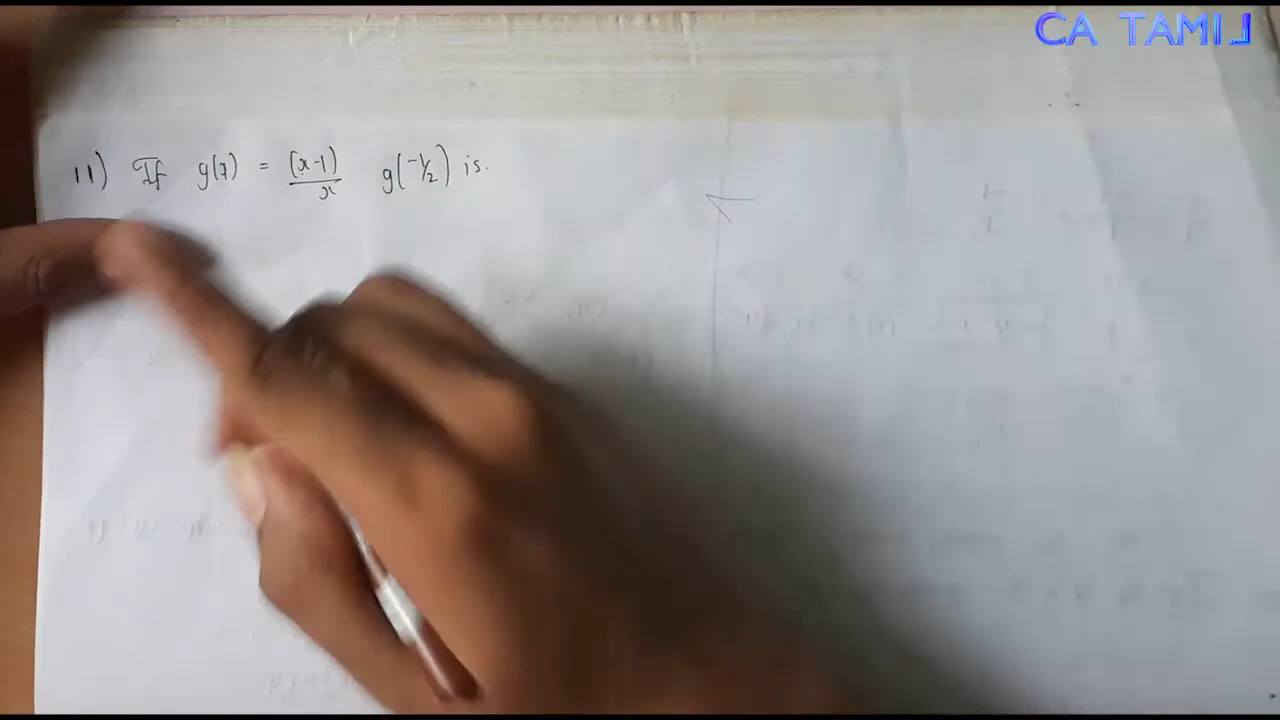 CA TAMIL
11) If g(x) = (x-1)/x g(-1/2) is.